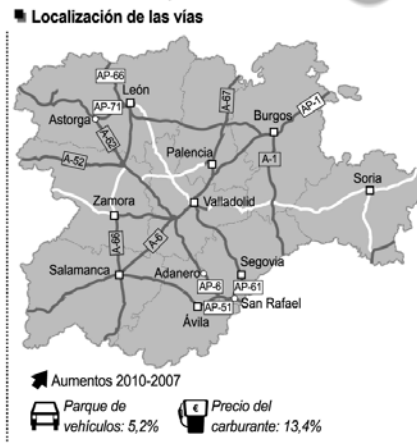 Localización de las vías
AP-66
León
AP-71
A-67
AP-1
Astorga
Burgos
A-62
Palencia
A-52
A-1
Soria
Zamora
Valladolid
A-66
A-6
Salamanca
Adanero
Segovia
AP-6
AP-61
AP-51
San Rafael
Ávila
Aumentos 2010-2007
Parque de
vehículos: 5,2%
€
Precio del
carburante: 13,4%